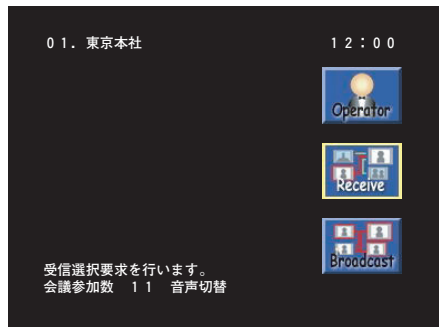 ０１．東京本社
１２：００
Operator
Receive
Broadcast
受信選択要求を行います。
会議参加数　１１　音声切替